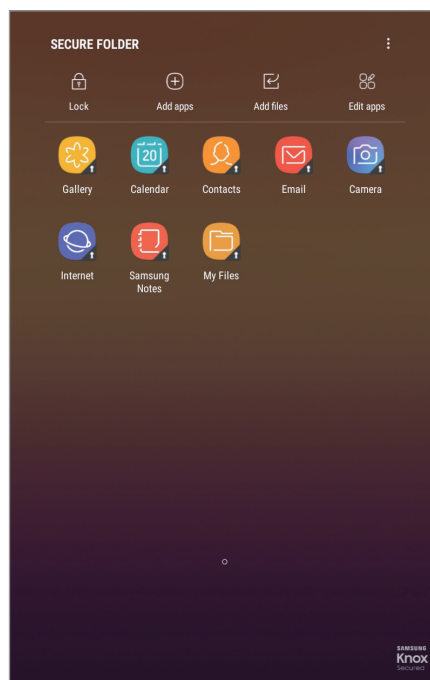 SECURE FOLDER
Lock Add apps Add files Edit apps
20
Gallery Calendar Contacts Email Camera
Internet Samsung Notes My Files
SAMSUNG
Knox
Secured